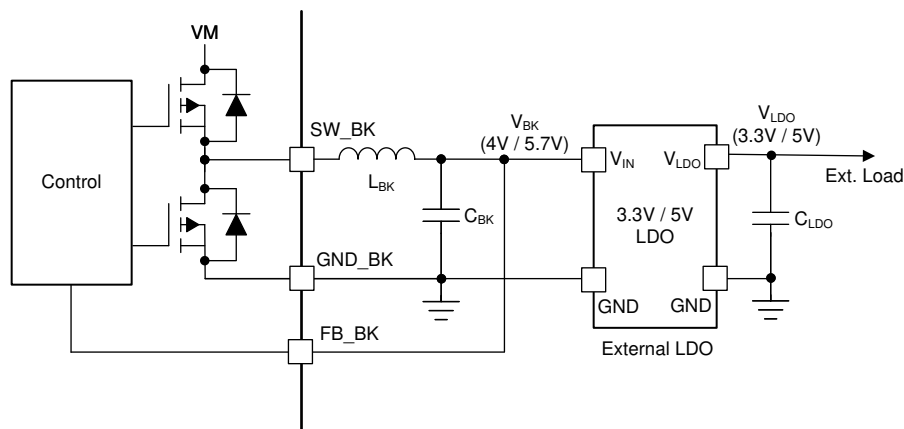 VM
Control
SW_BK
L_BK
V_BK
(4V / 5.7V)
C_BK
GND_BK
FB_BK
V_IN
V_LDO
3.3V / 5V
LDO
GND
GND
External LDO
V_LDO
(3.3V / 5V)
Ext. Load
C_LDO